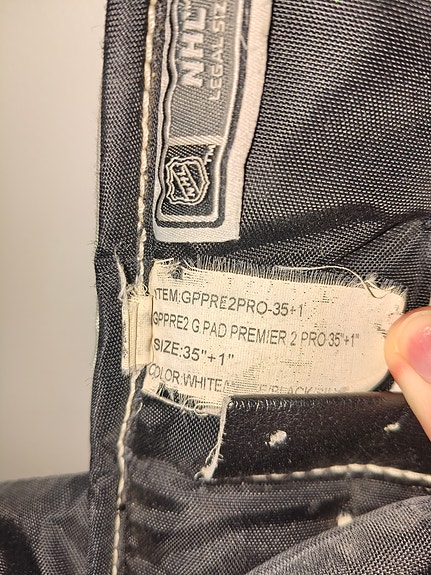 NHL™
LEGAL SIZ
NHL
ITEM:GPPRE2PRO-35+1
GPPRE2 G PAD PREMIER 2 PRO 35"+1"
SIZE:35"+1"
COLOR:WHITE